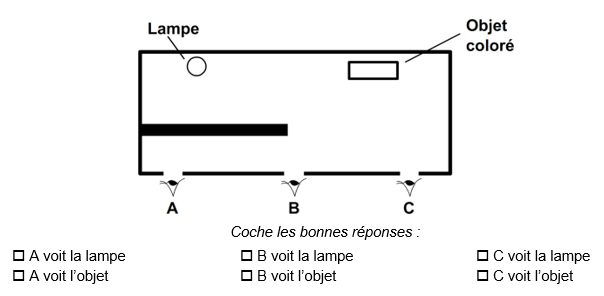 Lampe
Objet
coloré
A
B
C
Coche les bonnes réponses :
☐ A voit la lampe
☐ B voit la lampe
☐ C voit la lampe
☐ A voit l'objet
☐ B voit l'objet
☐ C voit l'objet